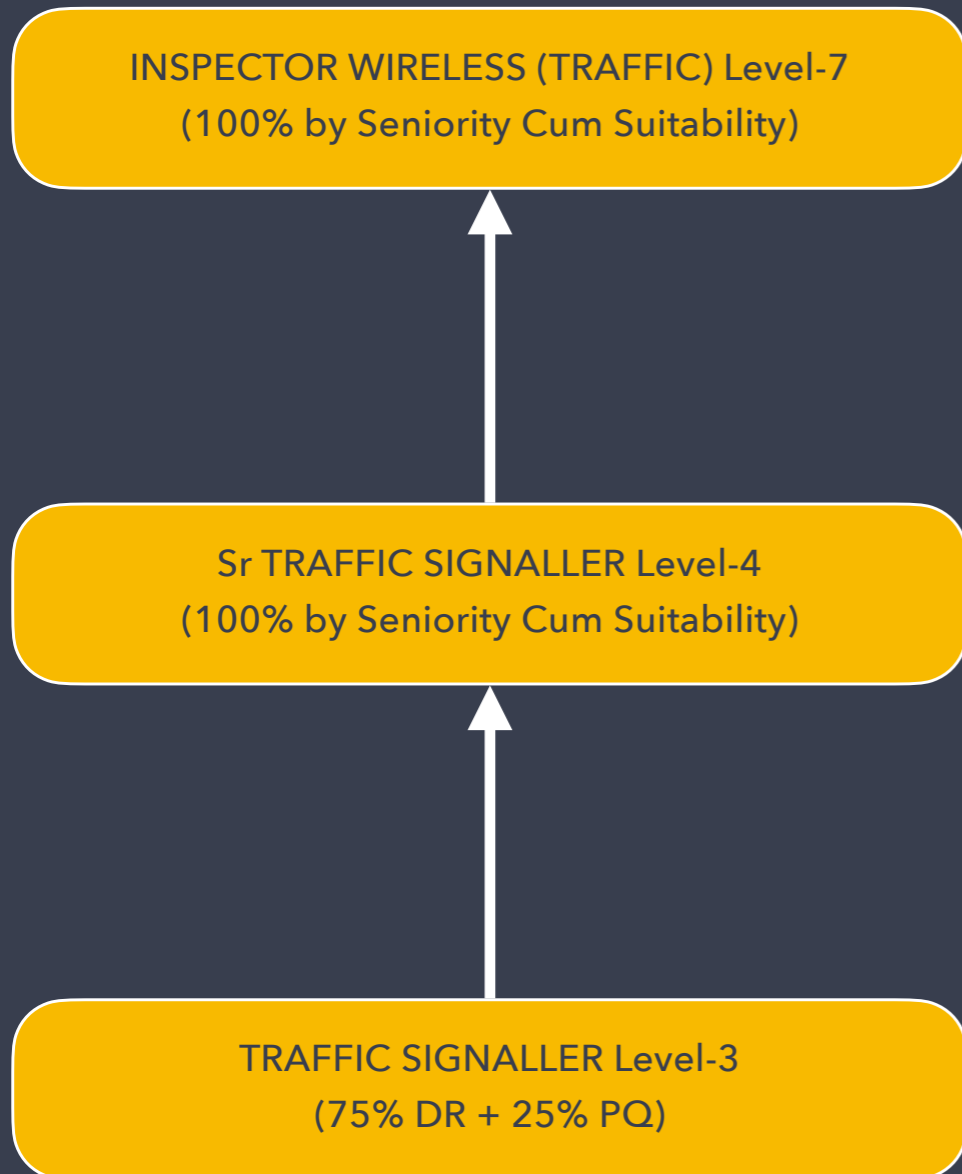 INSPECTOR WIRELESS (TRAFFIC) Level-7
(100% by Seniority Cum Suitability)
Sr TRAFFIC SIGNALLER Level-4
(100% by Seniority Cum Suitability)
TRAFFIC SIGNALLER Level-3
(75% DR + 25% PQ)